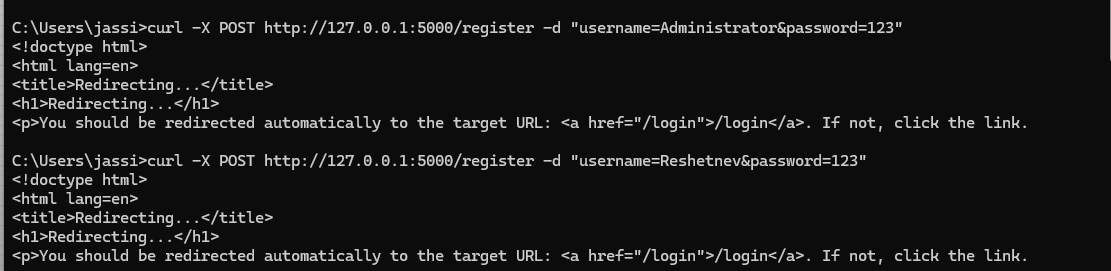 C:\Users\jassi>curl -X POST http://127.0.0.1:5000/register -d "username=Administrator&password=123"
<!doctype html>
<html lang=en>
<title>Redirecting...</title>
<h1>Redirecting...</h1>
<p>You should be redirected automatically to the target URL: <a href="/login">/login</a>. If not, click the link.
C:\Users\jassi>curl -X POST http://127.0.0.1:5000/register -d "username=Reshetnev&password=123"
<!doctype html>
<html lang=en>
<title>Redirecting...</title>
<h1>Redirecting...</h1>
<p>You should be redirected automatically to the target URL: <a href="/login">/login</a>. If not, click the link.